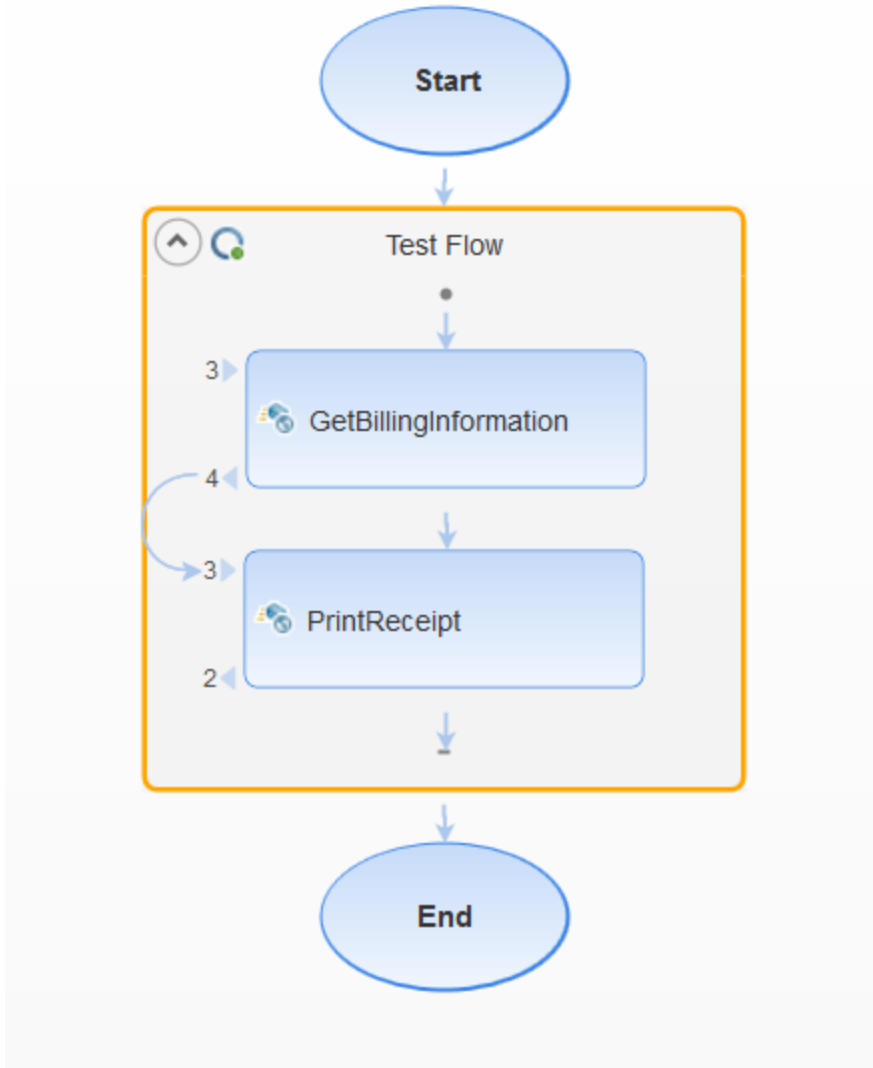 Start
Test Flow
3
GetBillingInformation
4
3
PrintReceipt
2
End